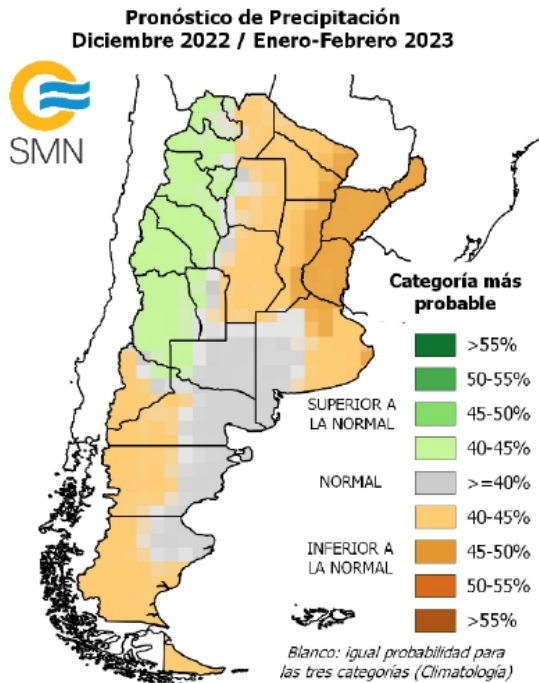 Pronóstico de Precipitación
Diciembre 2022 / Enero-Febrero 2023
SMN
Categoría más
probable
>55%
50-55%
SUPERIOR A
LA NORMAL
45-50%
40-45%
NORMAL
>=40%
40-45%
INFERIOR A
LA NORMAL
45-50%
50-55%
>55%
Blanco: igual probabilidad para
las tres categorías (Climatología)